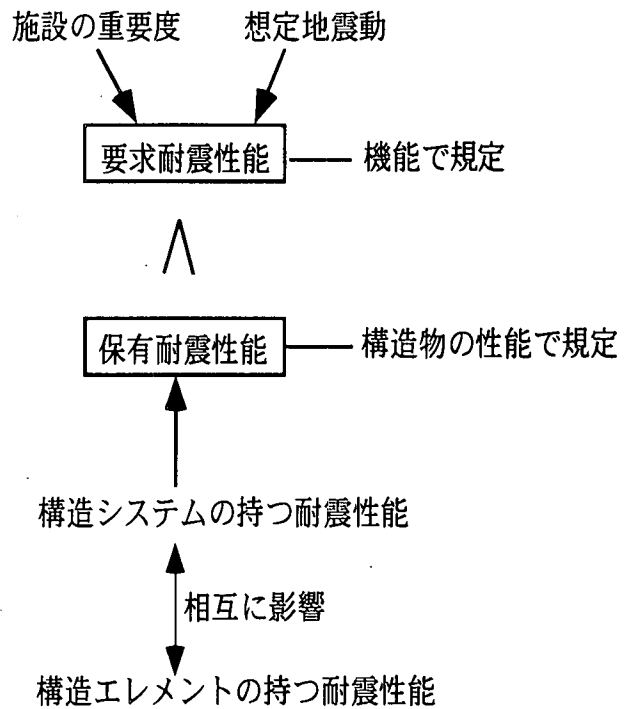 施設の重要度 想定地震動
要求耐震性能 機能で規定
∧
保有耐震性能 構造物の性能で規定
構造システムの持つ耐震性能
相互に影響
構造エレメントの持つ耐震性能